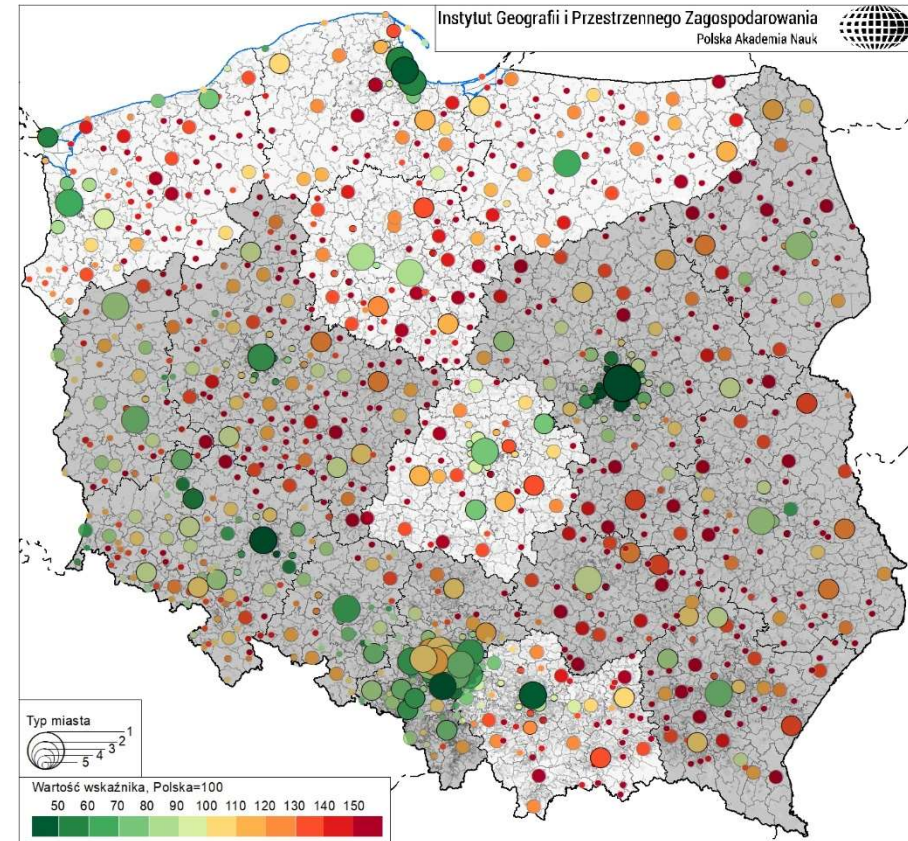 Instytut Geografii i Przestrzennego Zagospodarowania
Polska Akademia Nauk
Typ miasta
1
2
3
4
5
Wartość wskaźnika, Polska=100
50 60 70 80 90 100 110 120 130 140 150